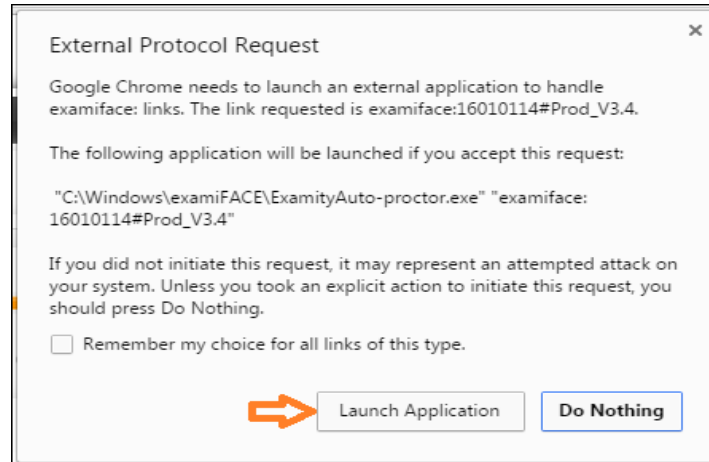 External Protocol Request
Google Chrome needs to launch an external application to handle
examiface: links. The link requested is examiface:16010114#Prod_V3.4.
The following application will be launched if you accept this request:
"C:\Windows\examiFACE\ExamityAuto-proctor.exe" "examiface:
16010114#Prod_V3.4"
If you did not initiate this request, it may represent an attempted attack on
your system. Unless you took an explicit action to initiate this request, you
should press Do Nothing.
Remember my choice for all links of this type.
Launch Application Do Nothing